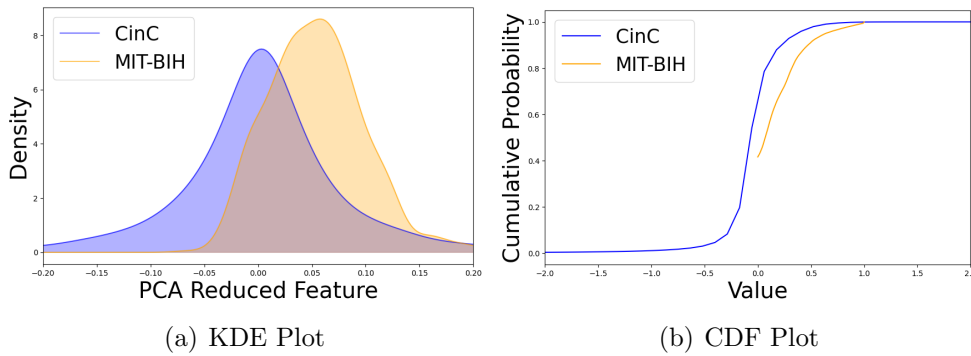 CinC
MIT-BIH
Density
8
6
4
2
0
−0.20
−0.15
−0.10
−0.05
0.00
0.05
0.10
0.15
0.20
PCA Reduced Feature
(a) KDE Plot
CinC
MIT-BIH
Cumulative Probability
1.0
0.8
0.6
0.4
0.2
0.0
−2.0
−1.5
−1.0
−0.5
0.0
0.5
1.0
1.5
2.
Value
(b) CDF Plot